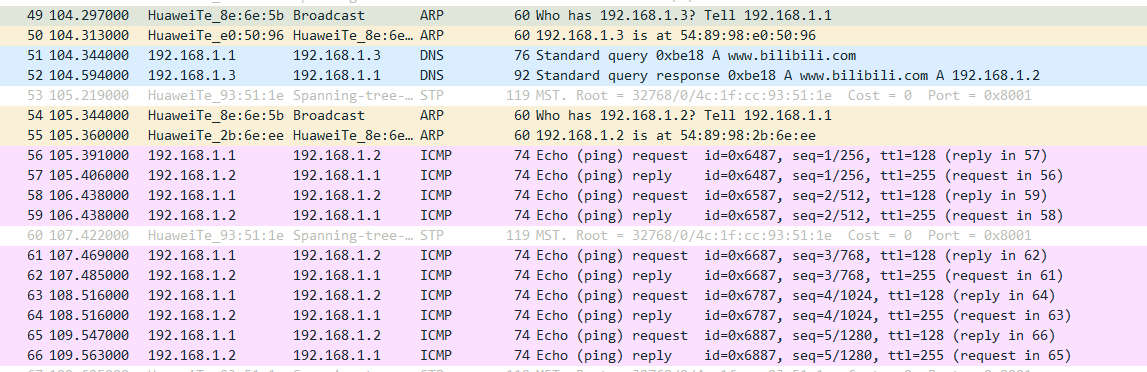 49 104.297000 HuaweiTe_8e:6e:5b Broadcast ARP 60 Who has 192.168.1.3? Tell 192.168.1.1
50 104.313000 HuaweiTe_e0:50:96 HuaweiTe_8e:6e… ARP 60 192.168.1.3 is at 54:89:98:e0:50:96
51 104.344000 192.168.1.1 192.168.1.3 DNS 76 Standard query 0xbe18 A www.bilibili.com
52 104.594000 192.168.1.3 192.168.1.1 DNS 92 Standard query response 0xbe18 A www.bilibili.com A 192.168.1.2
53 105.219000 HuaweiTe_93:51:1e Spanning-tree-… STP 119 MST. Root = 32768/0/4c:1f:cc:93:51:1e Cost = 0 Port = 0x8001
54 105.344000 HuaweiTe_8e:6e:5b Broadcast ARP 60 Who has 192.168.1.2? Tell 192.168.1.1
55 105.360000 HuaweiTe_2b:6e:ee HuaweiTe_8e:6e… ARP 60 192.168.1.2 is at 54:89:98:2b:6e:ee
56 105.391000 192.168.1.1 192.168.1.2 ICMP 74 Echo (ping) request id=0x6487, seq=1/256, ttl=128 (reply in 57)
57 105.406000 192.168.1.2 192.168.1.1 ICMP 74 Echo (ping) reply id=0x6487, seq=1/256, ttl=255 (request in 56)
58 106.438000 192.168.1.1 192.168.1.2 ICMP 74 Echo (ping) request id=0x6587, seq=2/512, ttl=128 (reply in 59)
59 106.438000 192.168.1.2 192.168.1.1 ICMP 74 Echo (ping) reply id=0x6587, seq=2/512, ttl=255 (request in 58)
60 107.422000 HuaweiTe_93:51:1e Spanning-tree-… STP 119 MST. Root = 32768/0/4c:1f:cc:93:51:1e Cost = 0 Port = 0x8001
61 107.469000 192.168.1.1 192.168.1.2 ICMP 74 Echo (ping) request id=0x6687, seq=3/768, ttl=128 (reply in 62)
62 107.485000 192.168.1.2 192.168.1.1 ICMP 74 Echo (ping) reply id=0x6687, seq=3/768, ttl=255 (request in 61)
63 108.516000 192.168.1.1 192.168.1.2 ICMP 74 Echo (ping) request id=0x6787, seq=4/1024, ttl=128 (reply in 64)
64 108.516000 192.168.1.2 192.168.1.1 ICMP 74 Echo (ping) reply id=0x6787, seq=4/1024, ttl=255 (request in 63)
65 109.547000 192.168.1.1 192.168.1.2 ICMP 74 Echo (ping) request id=0x6887, seq=5/1280, ttl=128 (reply in 66)
66 109.563000 192.168.1.2 192.168.1.1 ICMP 74 Echo (ping) reply id=0x6887, seq=5/1280, ttl=255 (request in 65)